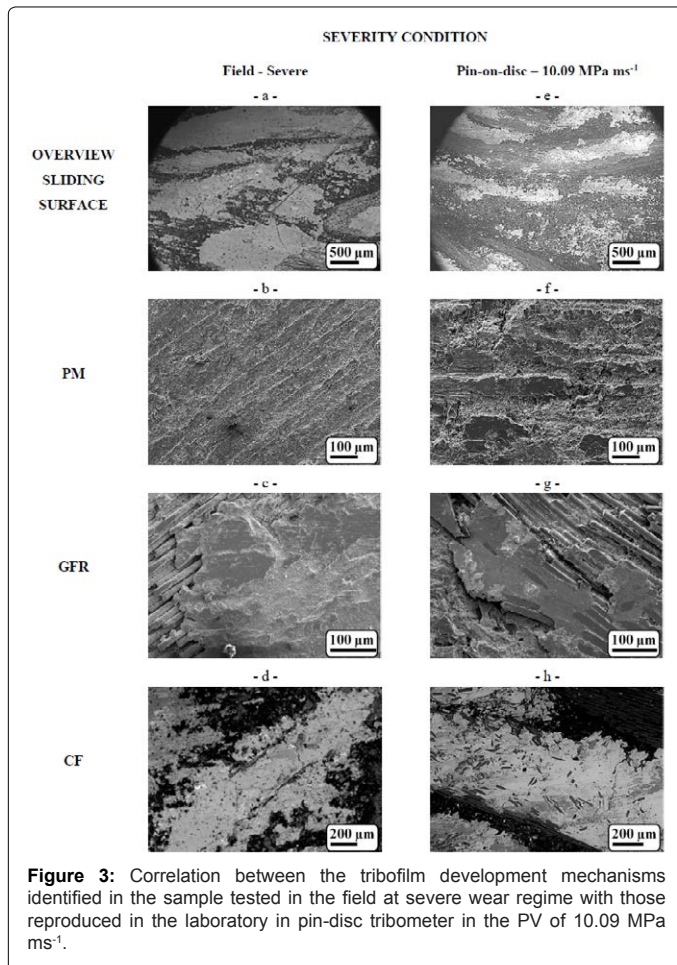 SEVERITY CONDITION
Field - Severe
Pin-on-disc – 10.09 MPa ms⁻¹
- a -
- e -
OVERVIEW
SLIDING
SURFACE
500 µm
500 µm
- b -
- f -
PM
100 µm
100 µm
- c -
- g -
GFR
100 µm
100 µm
- d -
- h -
CF
200 µm
200 µm
Figure 3: Correlation between the tribofilm development mechanisms
identified in the sample tested in the field at severe wear regime with those
reproduced in the laboratory in pin-disc tribometer in the PV of 10.09 MPa
ms⁻¹.